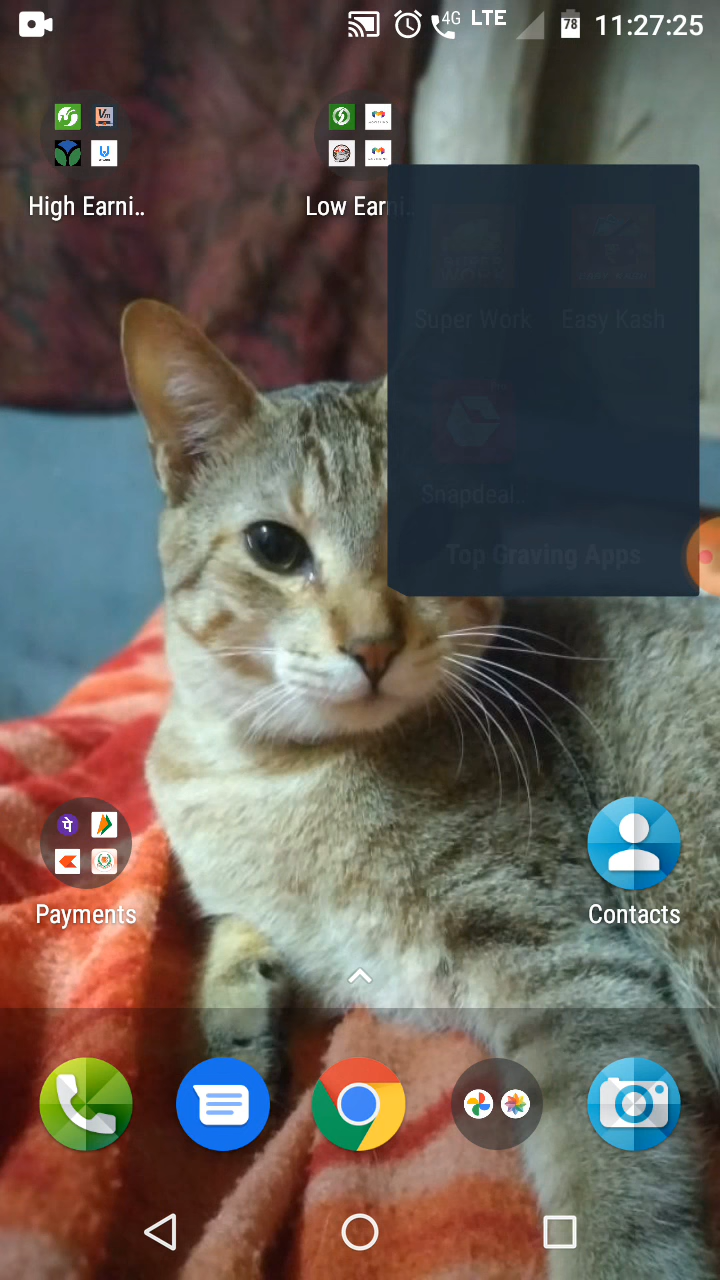 4G LTE 78 11:27:25
High Earni..
Low Earni..
Super Work
Easy Kash
Snapdeal..
Top Graving Apps
Payments
Contacts